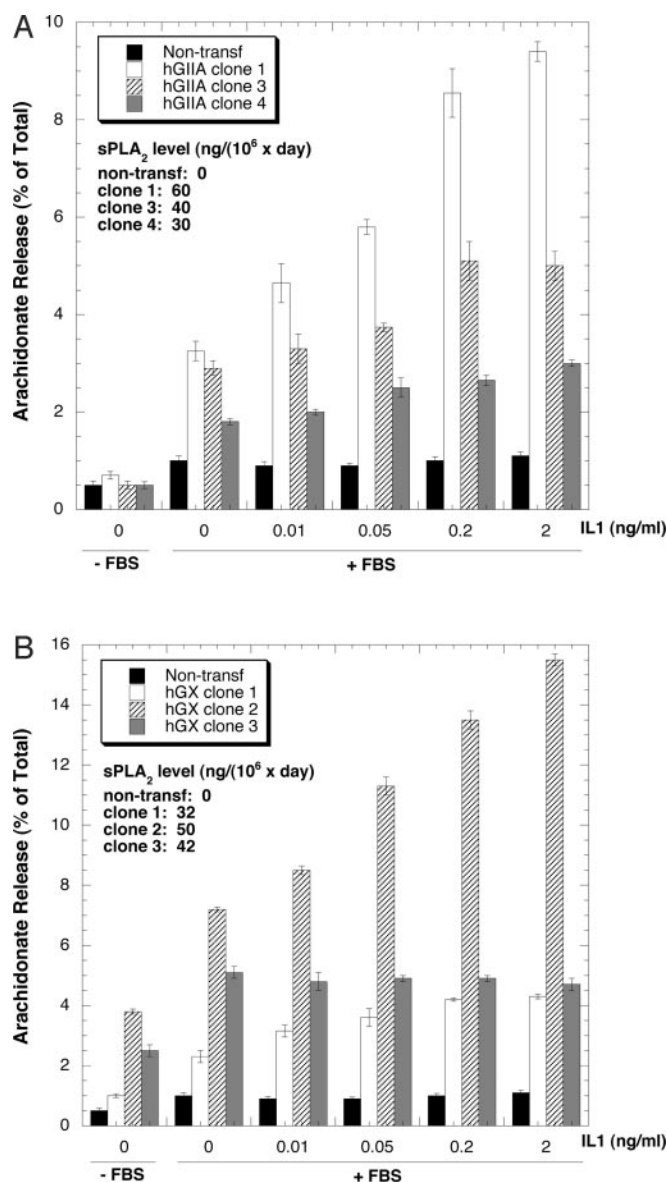 A
Arachidonate Release (% of Total)
10
8
6
4
2
0
Non-transf
hGIIA clone 1
hGIIA clone 3
hGIIA clone 4
sPLA₂ level (ng/(10⁶ x day)
non-transf: 0
clone 1: 60
clone 3: 40
clone 4: 30
0 0 0.01 0.05 0.2 2 IL1 (ng/ml)
- FBS + FBS
B
Arachidonate Release (% of Total)
16
14
12
10
8
6
4
2
0
Non-transf
hGX clone 1
hGX clone 2
hGX clone 3
sPLA₂ level (ng/(10⁶ x day)
non-transf: 0
clone 1: 32
clone 2: 50
clone 3: 42
0 0 0.01 0.05 0.2 2 IL1 (ng/ml)
- FBS + FBS